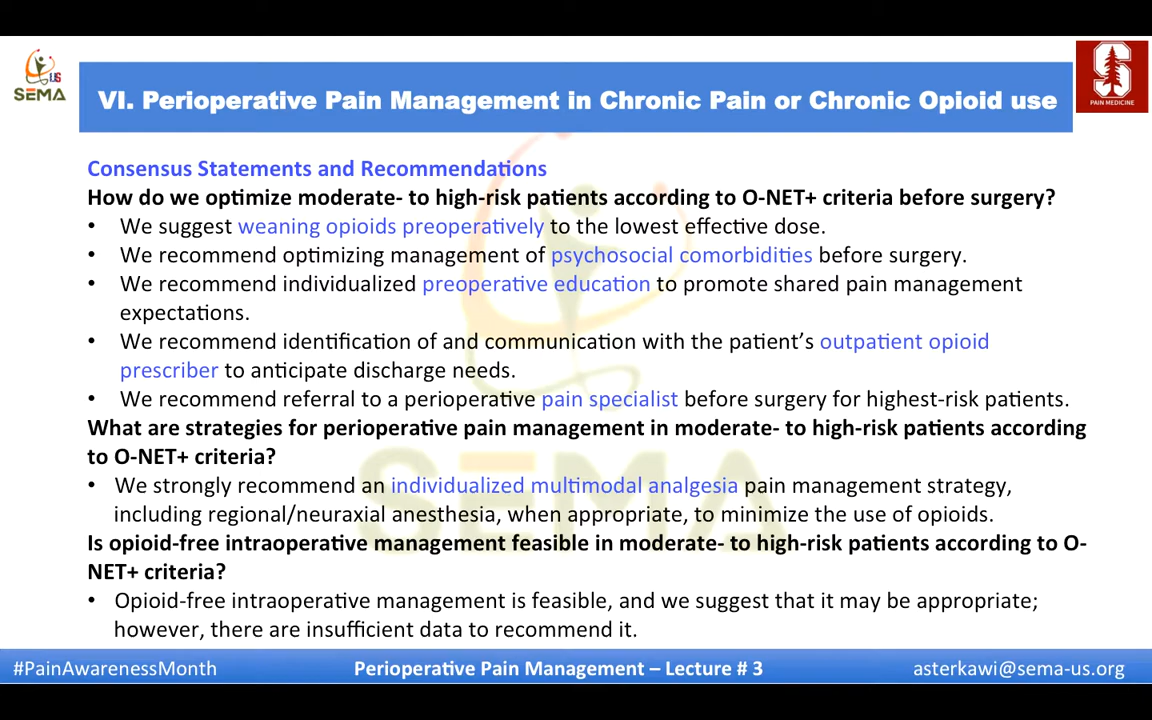 US
SEMA
S
PAIN MEDICINE
VI. Perioperative Pain Management in Chronic Pain or Chronic Opioid use
Consensus Statements and Recommendations
How do we optimize moderate- to high-risk patients according to O-NET+ criteria before surgery?
• We suggest weaning opioids preoperatively to the lowest effective dose.
• We recommend optimizing management of psychosocial comorbidities before surgery.
• We recommend individualized preoperative education to promote shared pain management
expectations.
• We recommend identification of and communication with the patient’s outpatient opioid
prescriber to anticipate discharge needs.
• We recommend referral to a perioperative pain specialist before surgery for highest-risk patients.
What are strategies for perioperative pain management in moderate- to high-risk patients according
to O-NET+ criteria?
• We strongly recommend an individualized multimodal analgesia pain management strategy,
including regional/neuraxial anesthesia, when appropriate, to minimize the use of opioids.
Is opioid-free intraoperative management feasible in moderate- to high-risk patients according to O-
NET+ criteria?
• Opioid-free intraoperative management is feasible, and we suggest that it may be appropriate;
however, there are insufficient data to recommend it.
SEMA
#PainAwarenessMonth
Perioperative Pain Management – Lecture # 3
asterkawi@sema-us.org